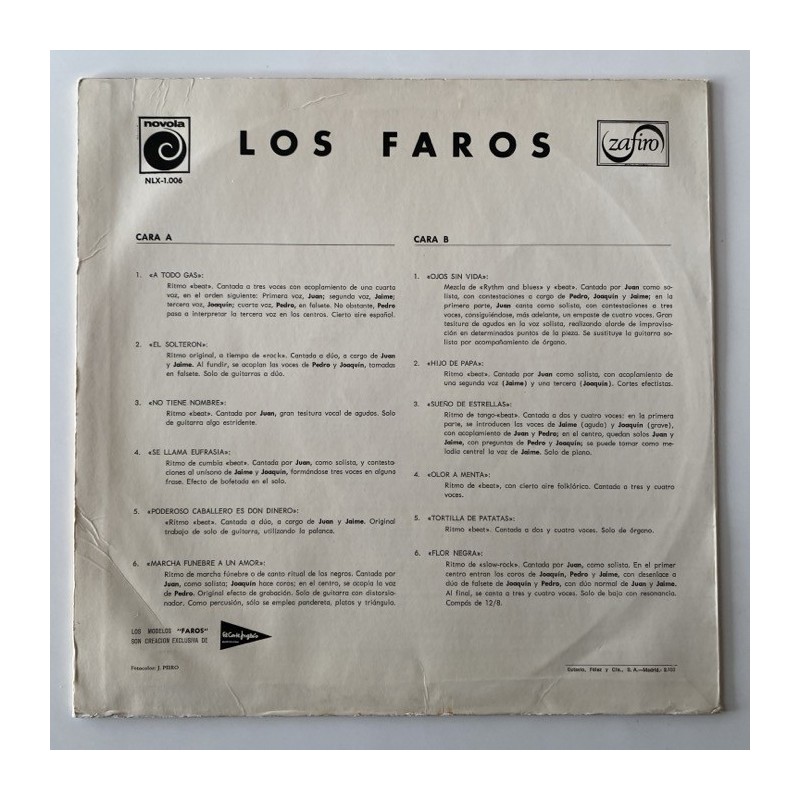 novola
NLX-1.006
LOS FAROS
zafiro
CARA A
1. «A TODO GAS»:
Ritmo «beat». Cantada a tres voces con acoplamiento de una cuarta
voz, en el orden siguiente: Primera voz, Juan; segunda voz, Jaime;
tercera voz, Joaquín; cuarta voz, Pedro, en falsete. No obstante, Pedro
pasa a interpretar la tercera voz en los centros. Cierto aire español.
2. «EL SOLTERON»:
Ritmo original, a tiempo de «rock». Cantada a dúo, a cargo de Juan
y Jaime. Al fundir, se acoplan las voces de Pedro y Joaquín, tomadas
en falsete. Solo de guitarras a dúo.
3. «NO TIENE NOMBRE»:
Ritmo «beat». Cantada por Juan, gran tesitura vocal de agudos. Solo
de guitarra algo estridente.
4. «SE LLAMA EUFRASIA»:
Ritmo de cumbia «beat». Cantada por Juan, como solista, y contesta-
ciones al unísono de Jaime y Joaquín, formándose tres voces en alguna
frase. Efecto de bofetada en el solo.
5. «PODEROSO CABALLERO ES DON DINERO»:
«Ritmo «beat». Cantada a dúo, a cargo de Juan y Jaime. Original
trabajo de solo de guitarra, utilizando la palanca.
6. «MARCHA FUNEBRE A UN AMOR»:
Ritmo de marcha fúnebre o de canto ritual de los negros. Cantada por
Juan, como solista; Joaquín hace coros; en el centro, se acopla la voz
de Pedro. Original efecto de grabación. Solo de guitarra con distorsio-
nador. Como percusión, sólo se emplea pandereta, platos y triángulo.
LOS MODELOS "FAROS"
SON CREACION EXCLUSIVA DE
El Corte Inglés
Fotocolor: J. PEIRO
CARA B
1. «OJOS SIN VIDA»:
Mezcla de «Rythm and blues» y «beat». Cantada por Juan como so-
lista, con contestaciones a cargo de Pedro, Joaquín y Jaime; en la
primera parte, Juan canta como solista, con contestaciones a tres
voces, consiguiéndose, más adelante, un empaste de cuatro voces. Gran
tesitura de agudos en la voz solista, realizando alarde de improvisa-
ción en determinados puntos de la pieza. Se sustituye la guitarra so-
lista por acompañamiento de órgano.
2. «HIJO DE PAPA»:
Ritmo «beat». Cantada por Juan como solista, con acoplamiento de
una segunda voz (Jaime) y una tercera (Joaquín). Cortes efectistas.
3. «SUEÑO DE ESTRELLAS»:
Ritmo de tango-«beat». Cantada a dos y cuatro voces: en la primera
parte, se introducen las voces de Jaime (aguda) y Joaquín (grave),
con acoplamiento de Juan y Pedro; en el centro, quedan solos Juan y
Jaime, con preguntas de Pedro y Joaquín; se puede tomar como me-
lodía central la voz de Jaime. Solo de piano.
4. «OLOR A MENTA»:
Ritmo de «beat», con cierto aire folklórico. Cantada a tres y cuatro
voces.
5. «TORTILLA DE PATATAS»:
Ritmo «beat». Cantada a dos y cuatro voces. Solo de órgano.
6. «FLOR NEGRA»:
Ritmo de «slow-rock». Cantada por Juan, como solista. En el primer
centro entran los coros de Joaquín, Pedro y Jaime, con desenlace a
dúo de falsete de Joaquín y Pedro, con dúo normal de Juan y Jaime.
Al final, se canta a tres y cuatro voces. Solo de bajo con resonancia.
Compás de 12/8.
y Cía., S. A.—Madrid.